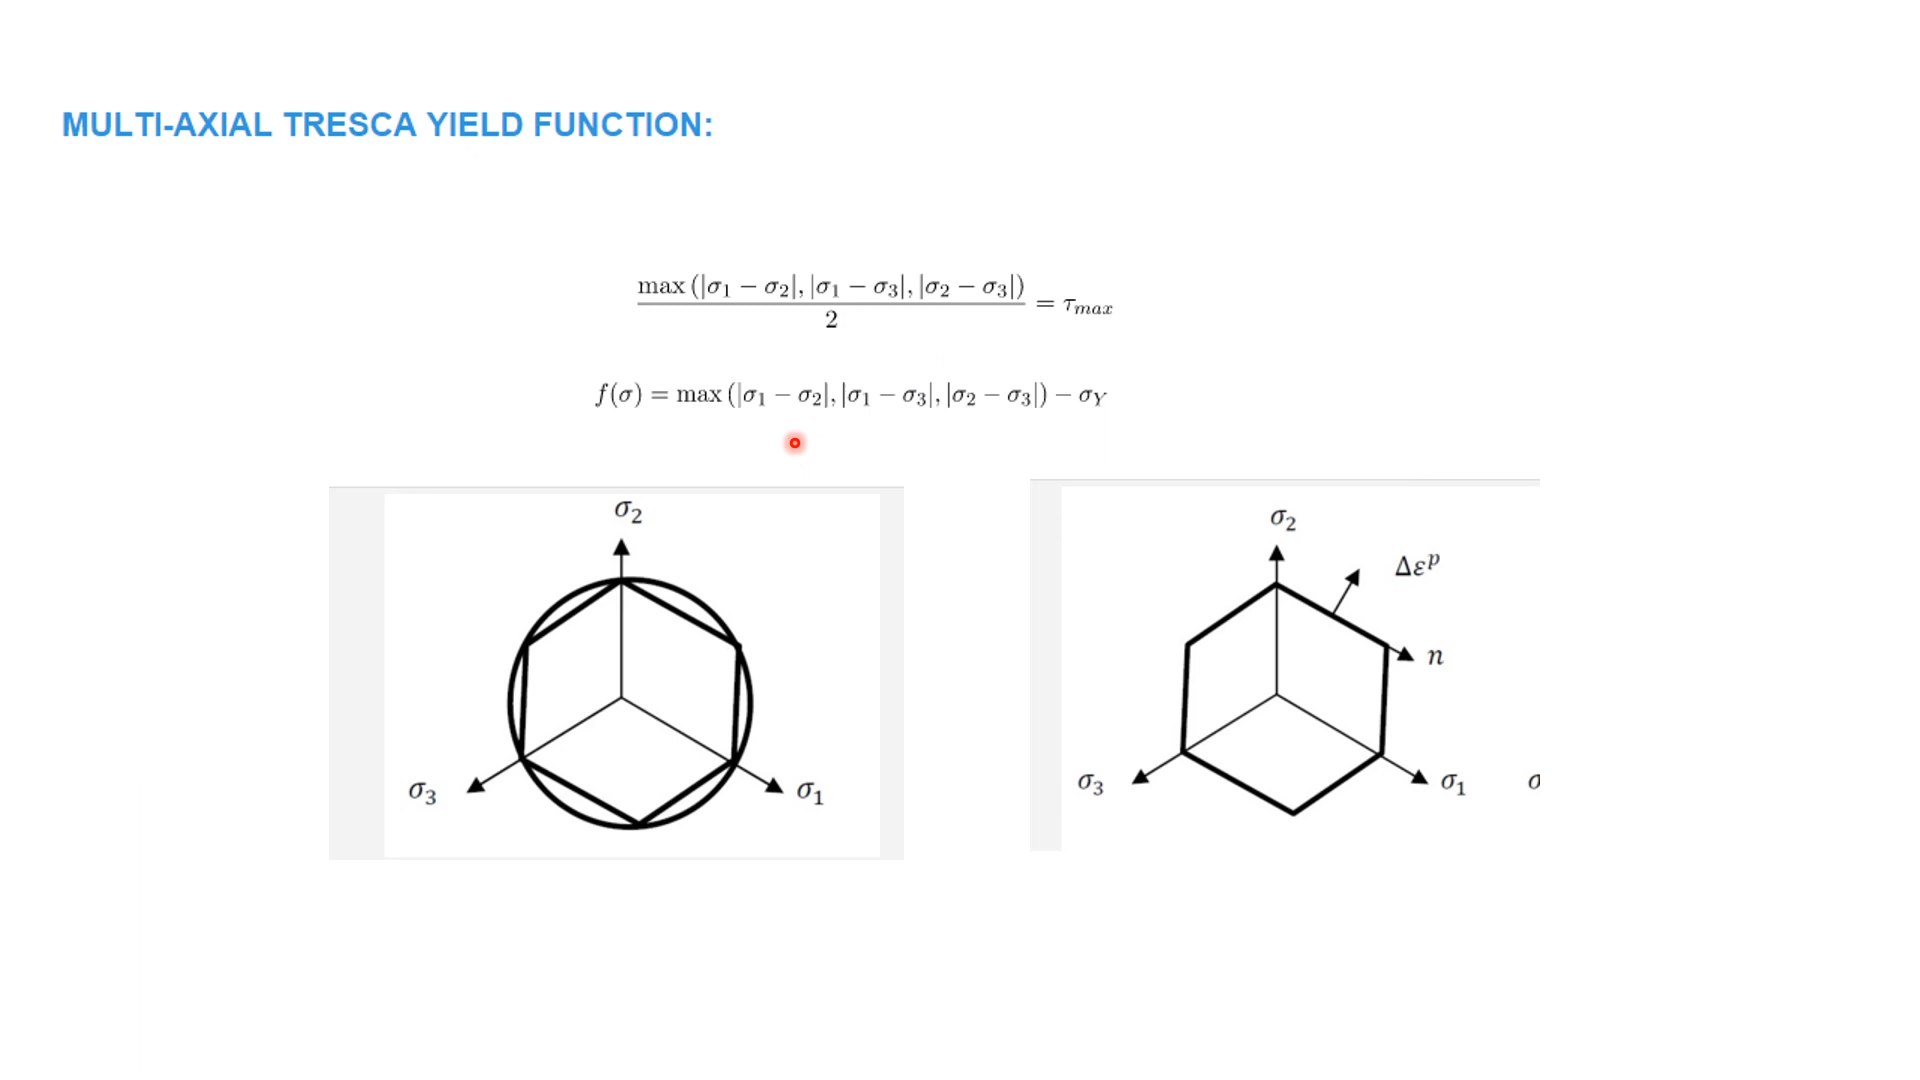 MULTI-AXIAL TRESCA YIELD FUNCTION:
max (|σ1 − σ2|, |σ1 − σ3|, |σ2 − σ3|)
2
= τmax
f(σ) = max (|σ1 − σ2|, |σ1 − σ3|, |σ2 − σ3|) − σY
σ2
σ3
σ1
σ2
Δεp
n
σ3
σ1
σ